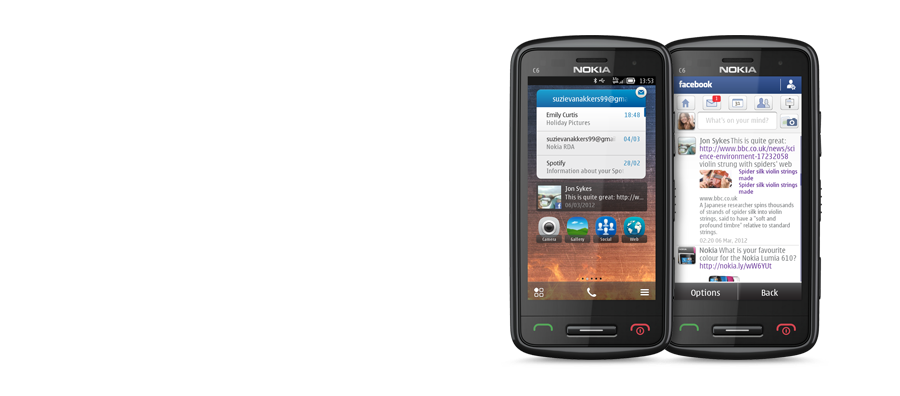 C6
NOKIA
13:53
suzievanakkers99@gm
Emily Curtis 18:48
Holiday Pictures
suzievanakkers99@gmai 04/03
Nokia RDA
Spotify 28/02
Information about your Spot
Jon Sykes
This is quite great: http://w...
06/03/2012
Camera Gallery Social Web
C6
NOKIA
facebook
1
31
What's on your mind?
Jon Sykes This is quite great:
http://www.bbc.co.uk/news/sci
ence-environment-17232058
violin strung with spiders' web
Spider silk violin strings
made
Spider silk violin strings
made
www.bbc.co.uk
A Japanese researcher spins thousands
of strands of spider silk into violin
strings, said to have a "soft and
profound timbre" relative to standard
strings.
02:20 06 Mar, 2012
Nokia What is your favourite
colour for the Nokia Lumia 610?
http://nokia.ly/wW6YUt
Options Back